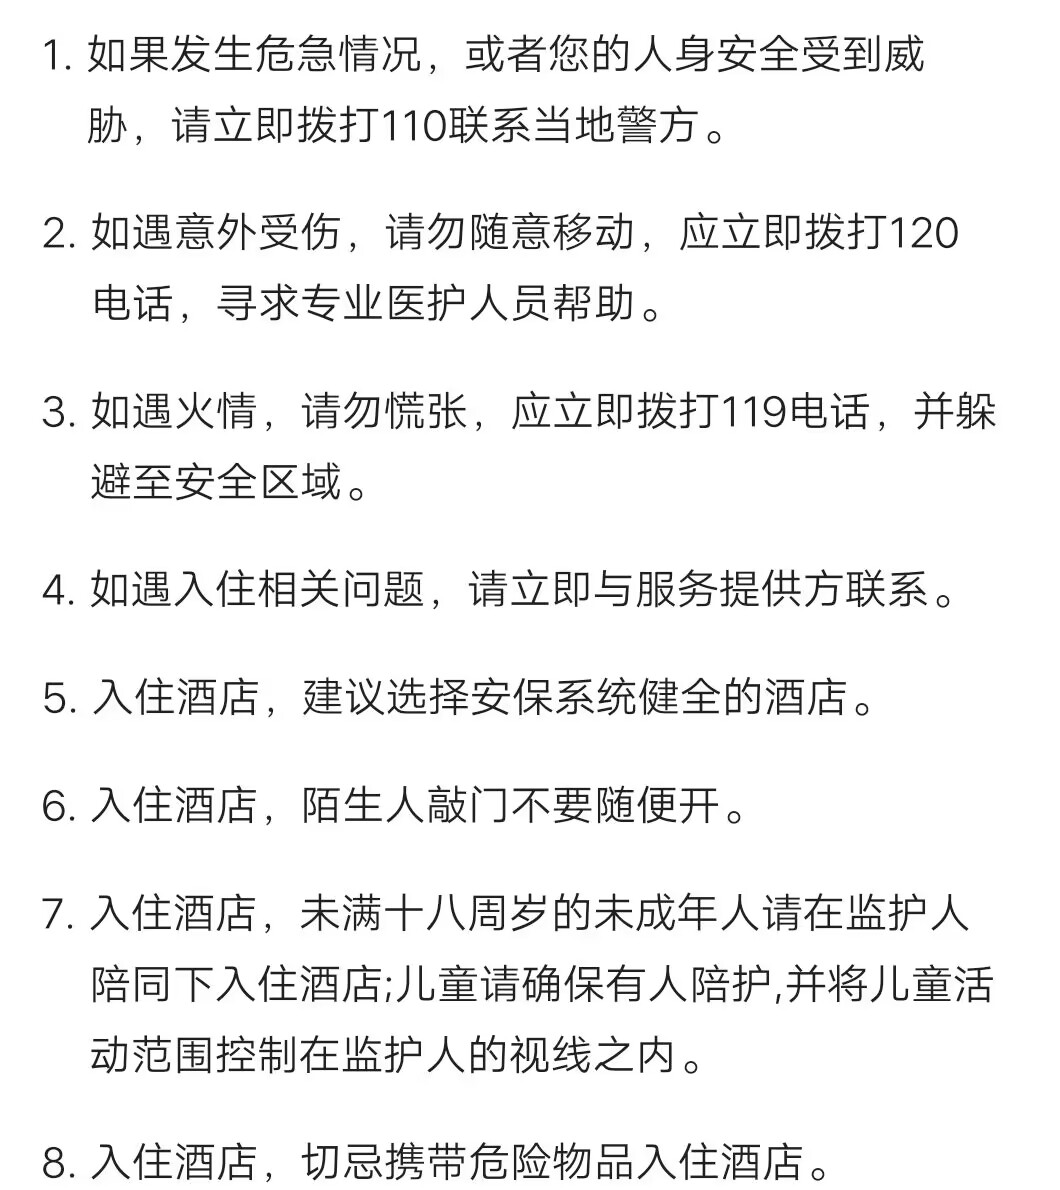 1. 如果发生危急情况，或者您的人身安全受到威
胁，请立即拨打110联系当地警方。
2. 如遇意外受伤，请勿随意移动，应立即拨打120
电话，寻求专业医护人员帮助。
3. 如遇火情，请勿慌张，应立即拨打119电话，并躲
避至安全区域。
4. 如遇入住相关问题，请立即与服务提供方联系。
5. 入住酒店，建议选择安保系统健全的酒店。
6. 入住酒店，陌生人敲门不要随便开。
7. 入住酒店，未满十八周岁的未成年人请在监护人
陪同下入住酒店;儿童请确保有人陪护,并将儿童活
动范围控制在监护人的视线之内。
8. 入住酒店，切忌携带危险物品入住酒店。